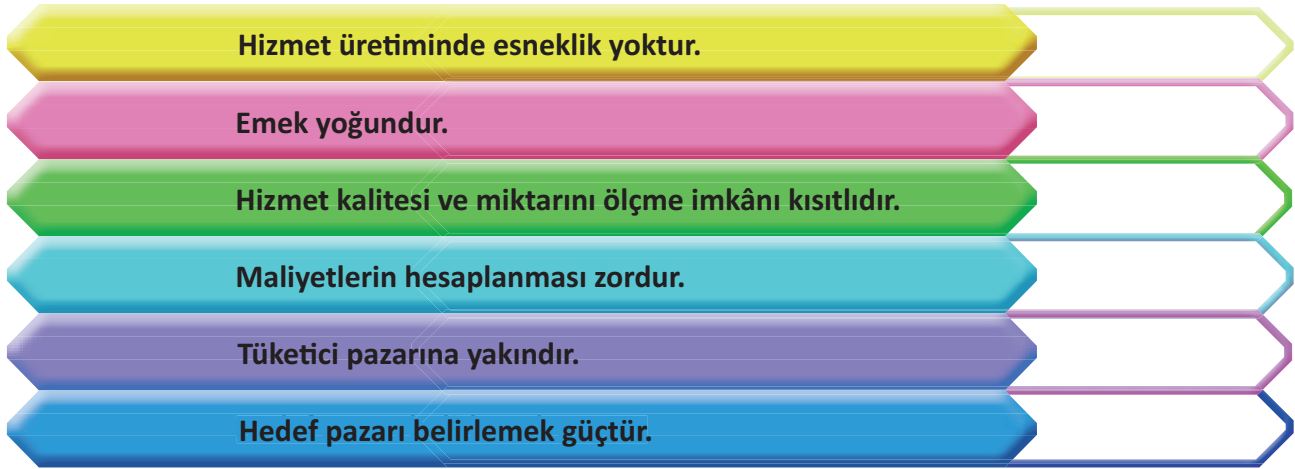 Hizmet üretiminde esneklik yoktur.
Emek yoğundur.
Hizmet kalitesi ve miktarını ölçme imkânı kısıtlıdır.
Maliyetlerin hesaplanması zordur.
Tüketici pazarına yakındır.
Hedef pazarı belirlemek güçtür.